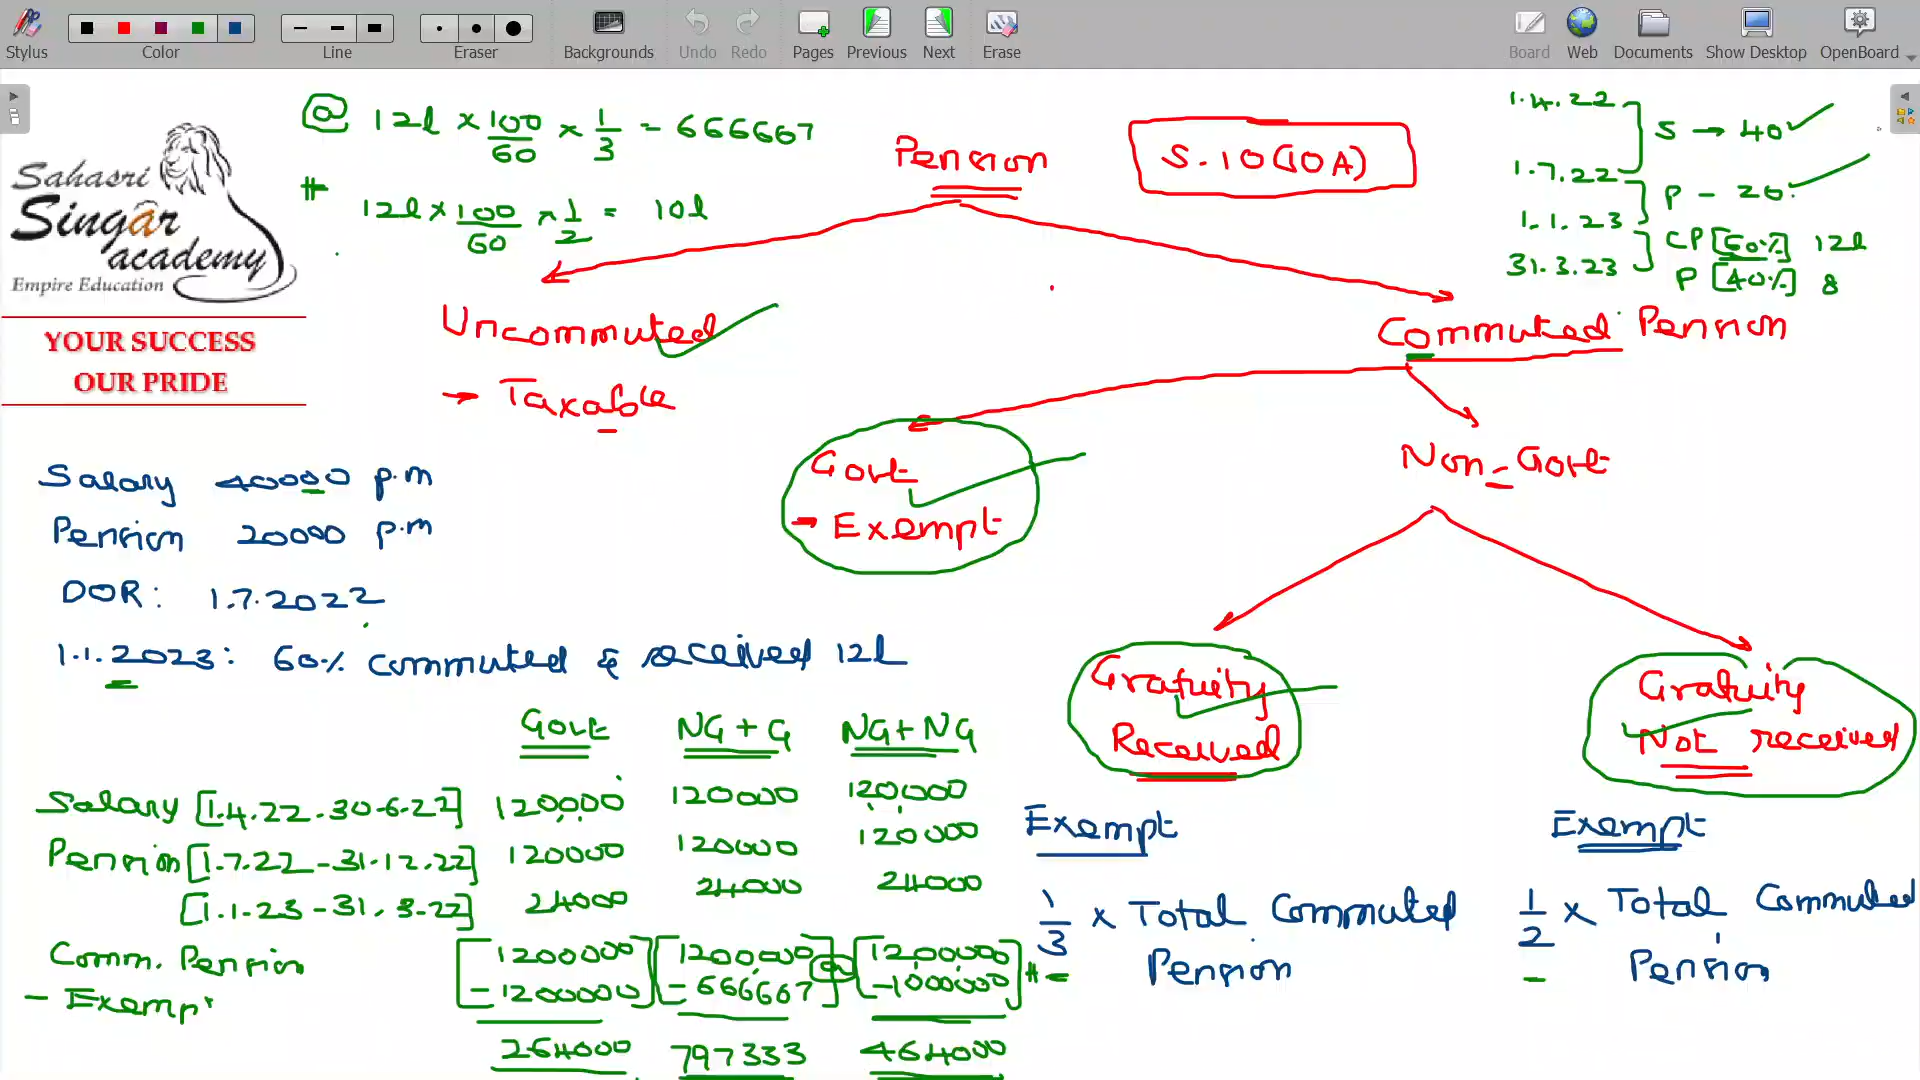 Stylus
Color
Line
Eraser
Backgrounds
Undo
Redo
Pages
Previous
Next
Erase
Board
Web
Documents
Show Desktop
OpenBoard
Sahasri
Singar
academy
Empire Education
YOUR SUCCESS
OUR PRIDE
@ 12l × 100/60 × 1/3 = 666667
# 12l × 100/60 × 1/2 = 10l
Pension
S.10(10A)
1.4.22
S → 40
1.7.22
P - 20
1.1.23
CP [60%] 12l
31.3.23
P [40%] 8
Uncommuted
→ Taxable
Commuted Pension
Govt
→ Exempt
Non-Govt
Gratuity
Received
Gratuity
Not received
Salary 40000 p.m
Pension 20000 p.m
DOR: 1.7.2022
1.1.2023: 60% commuted & received 12l
Govt NG+G NG+NG
Salary [1.4.22-30-6.22] 120000 120000 120000
Pension [1.7.22-31.12.22] 120000 120000 120000
[1.1.23-31.3-22] 24000 24000 24000
Comm. Pension 1200000 1200000 1200000
- Exemp -1200000 -666667 @ -1000000 #
264000 797333 464000
Exempt
1/3 × Total Commuted
Pension
Exempt
1/2 × Total Commuted
Pension